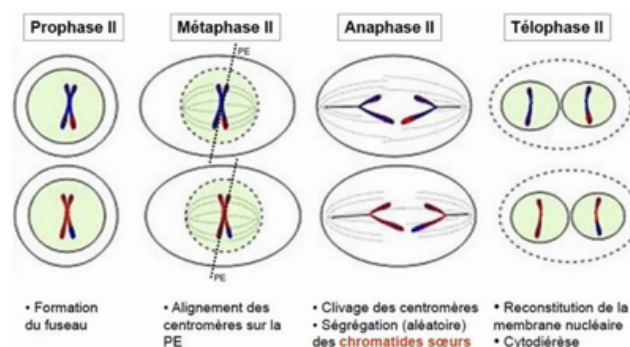 Prophase II
Métaphase II
Anaphase II
Télophase II
PE
PE
• Formation
du fuseau
• Alignement des
centromères sur la
PE
• Clivage des centromères
• Ségrégation (aléatoire)
des chromatides sœurs
• Reconstitution de la
membrane nucléaire
• Cytodiérèse